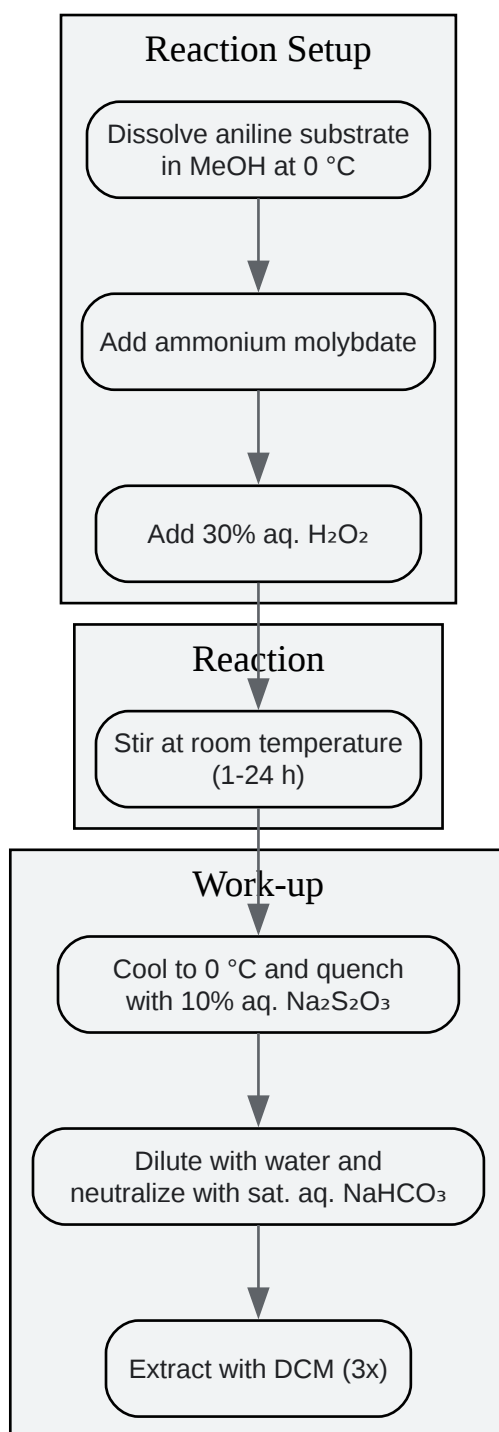 Reaction Setup
Dissolve aniline substrate
in MeOH at 0 °C
Add ammonium molybdate
Add 30% aq. H₂O₂
Reaction
Stir at room temperature
(1-24 h)
Work-up
Cool to 0 °C and quench
with 10% aq. Na₂S₂O₃
Dilute with water and
neutralize with sat. aq. NaHCO₃
Extract with DCM (3x)